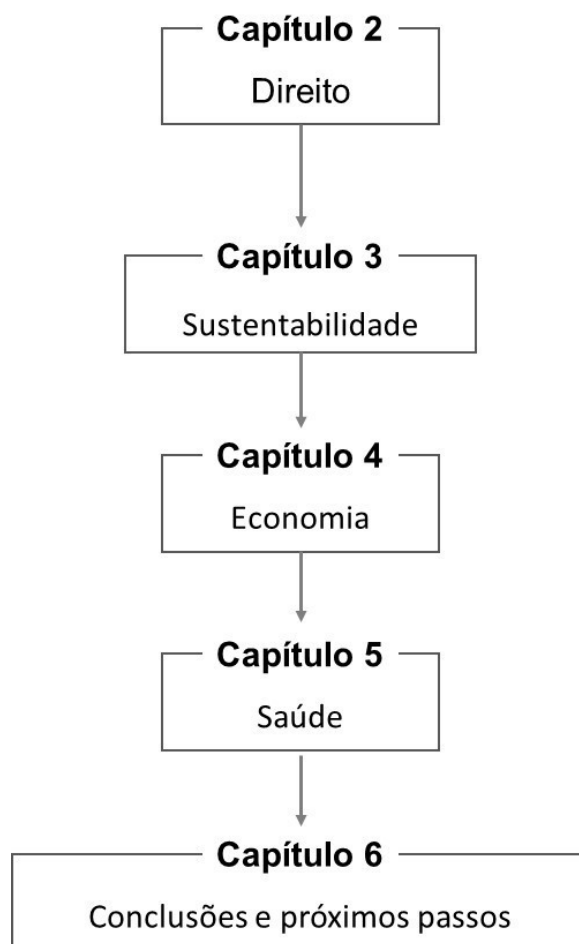 Capítulo 2
Direito
Capítulo 3
Sustentabilidade
Capítulo 4
Economia
Capítulo 5
Saúde
Capítulo 6
Conclusões e próximos passos